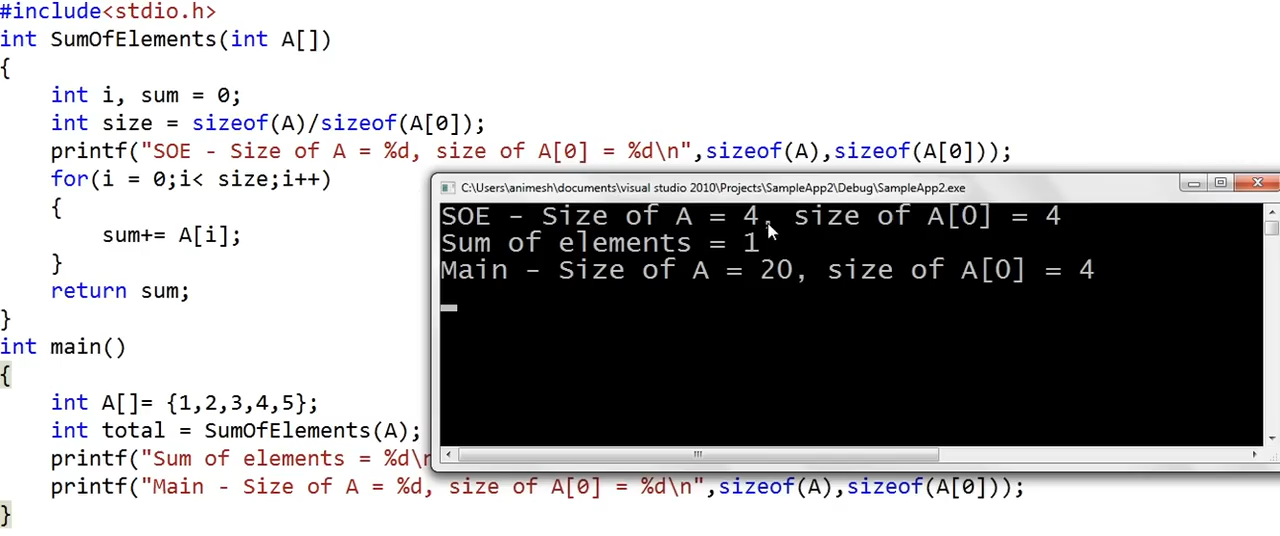 #include<stdio.h>
int SumOfElements(int A[])
{
int i, sum = 0;
int size = sizeof(A)/sizeof(A[0]);
printf("SOE - Size of A = %d, size of A[0] = %d\n",sizeof(A),sizeof(A[0]));
for(i = 0;i< size;i++)
{
sum+= A[i];
}
return sum;
}
int main()
{
int A[]= {1,2,3,4,5};
int total = SumOfElements(A);
printf("Sum of elements = %d\n
printf("Main - Size of A = %d, size of A[0] = %d\n",sizeof(A),sizeof(A[0]));
}
C:\Users\animesh\documents\visual studio 2010\Projects\SampleApp2\Debug\SampleApp2.exe
SOE - Size of A = 4, size of A[0] = 4
Sum of elements = 1
Main - Size of A = 20, size of A[0] = 4